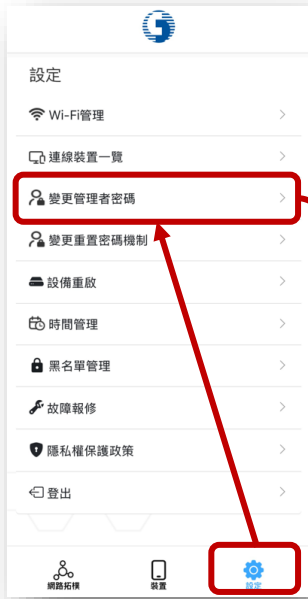 設定
Wi-Fi管理
連線裝置一覽
變更管理者密碼
變更重置密碼機制
設備重啟
時間管理
黑名單管理
故障報修
隱私權保護政策
登出
網路拓樸
裝置
設定